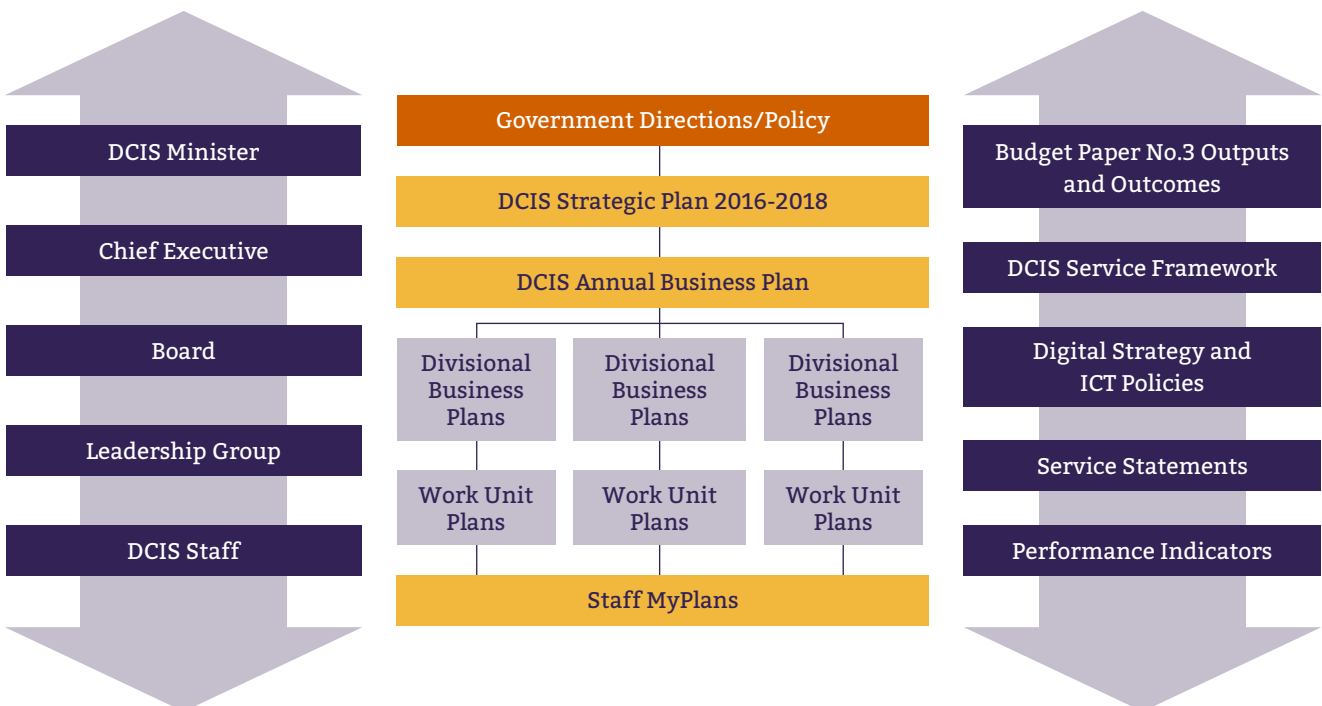 DCIS Minister
Chief Executive
Board
Leadership Group
DCIS Staff
Government Directions/Policy
DCIS Strategic Plan 2016-2018
DCIS Annual Business Plan
Divisional
Business
Plans
Divisional
Business
Plans
Divisional
Business
Plans
Work Unit
Plans
Work Unit
Plans
Work Unit
Plans
Staff MyPlans
Budget Paper No.3 Outputs
and Outcomes
DCIS Service Framework
Digital Strategy and
ICT Policies
Service Statements
Performance Indicators